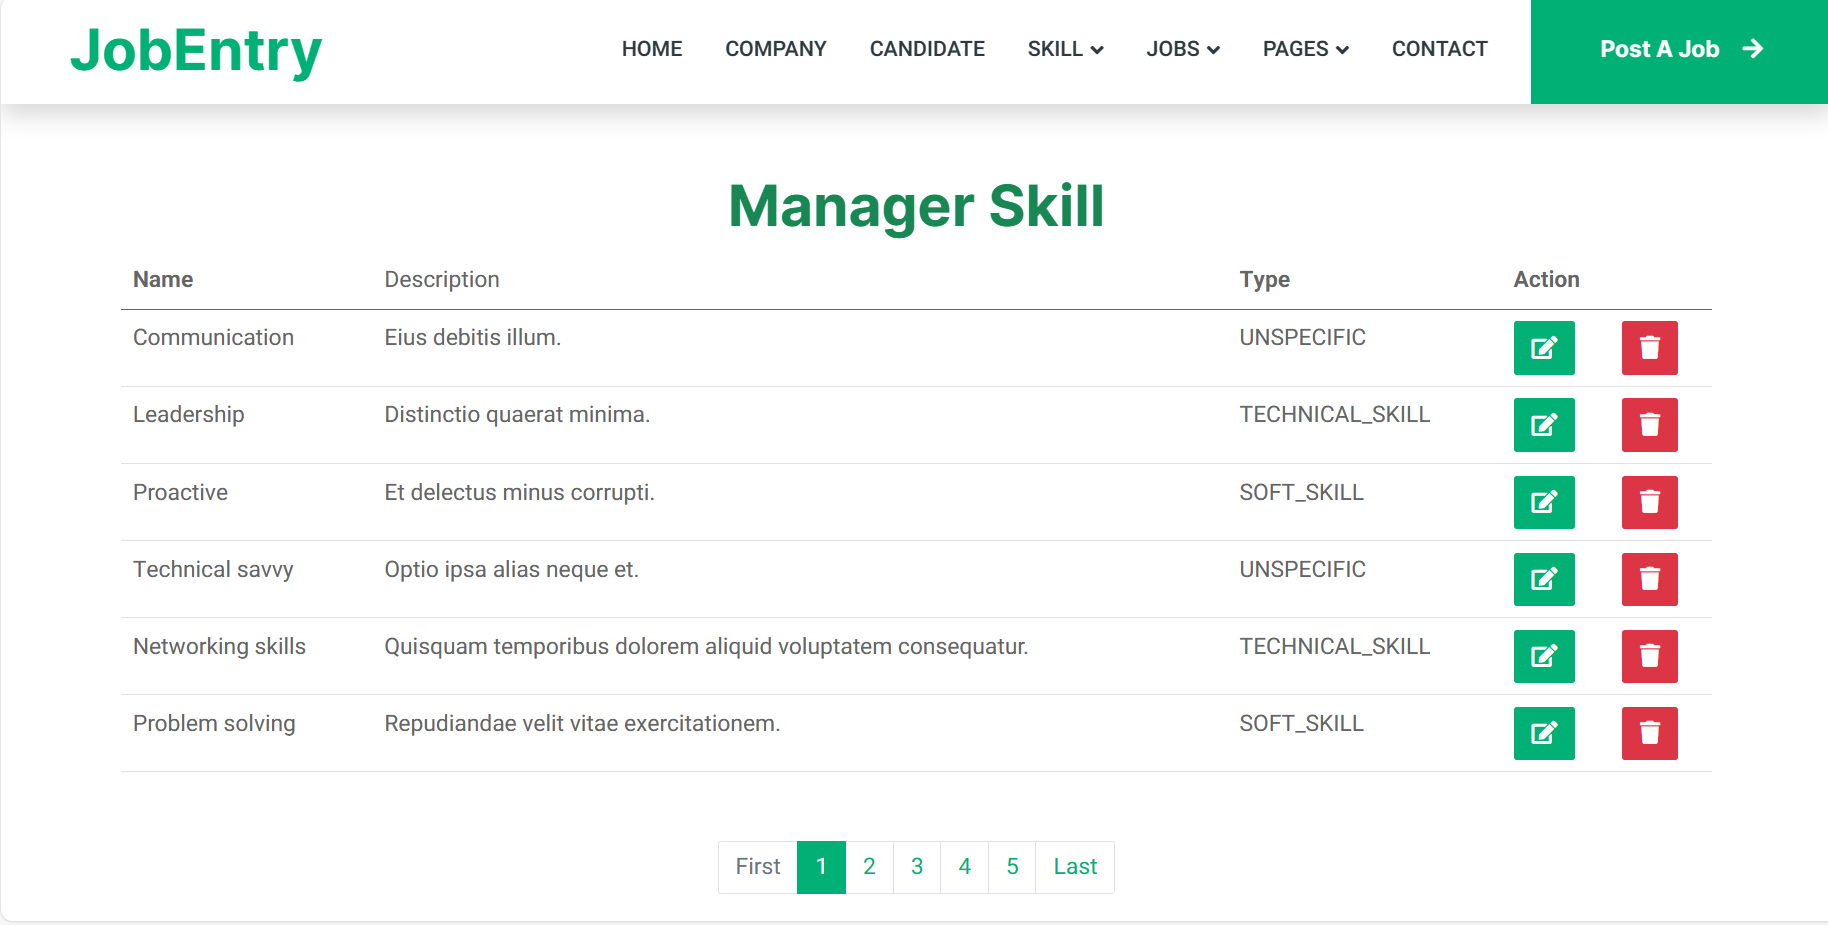 JobEntry
HOME COMPANY CANDIDATE SKILL JOBS PAGES CONTACT Post A Job
Manager Skill
Name Description Type Action
Communication Eius debitis illum. UNSPECIFIC
Leadership Distinctio quaerat minima. TECHNICAL_SKILL
Proactive Et delectus minus corrupti. SOFT_SKILL
Technical savvy Optio ipsa alias neque et. UNSPECIFIC
Networking skills Quisquam temporibus dolorem aliquid voluptatem consequatur. TECHNICAL_SKILL
Problem solving Repudiandae velit vitae exercitationem. SOFT_SKILL
First 1 2 3 4 5 Last